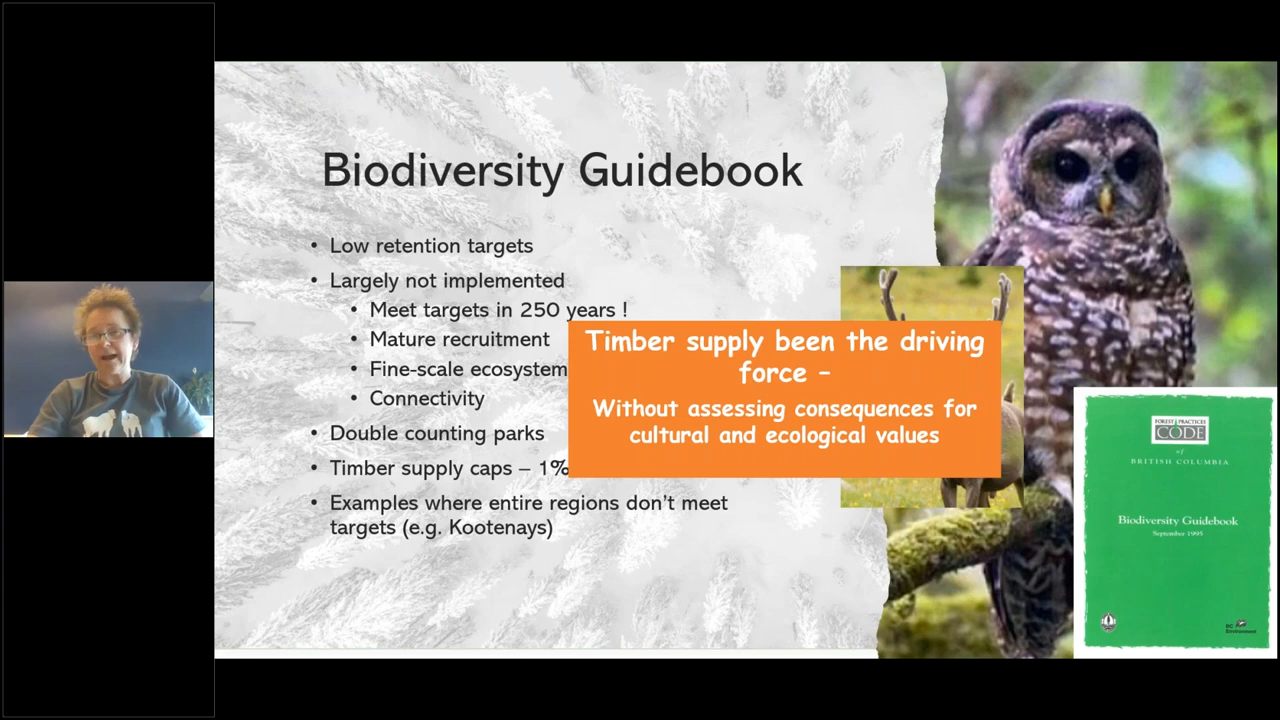 Biodiversity Guidebook
• Low retention targets
• Largely not implemented
• Meet targets in 250 years !
• Mature recruitment
• Fine-scale ecosystem
• Connectivity
• Double counting parks
• Timber supply caps – 1%
• Examples where entire regions don't meet
targets (e.g. Kootenays)
Timber supply been the driving
force –
Without assessing consequences for
cultural and ecological values
FOREST PRACTICES
CODE
of
BRITISH COLUMBIA
Biodiversity Guidebook
September 1995
BC
Environment